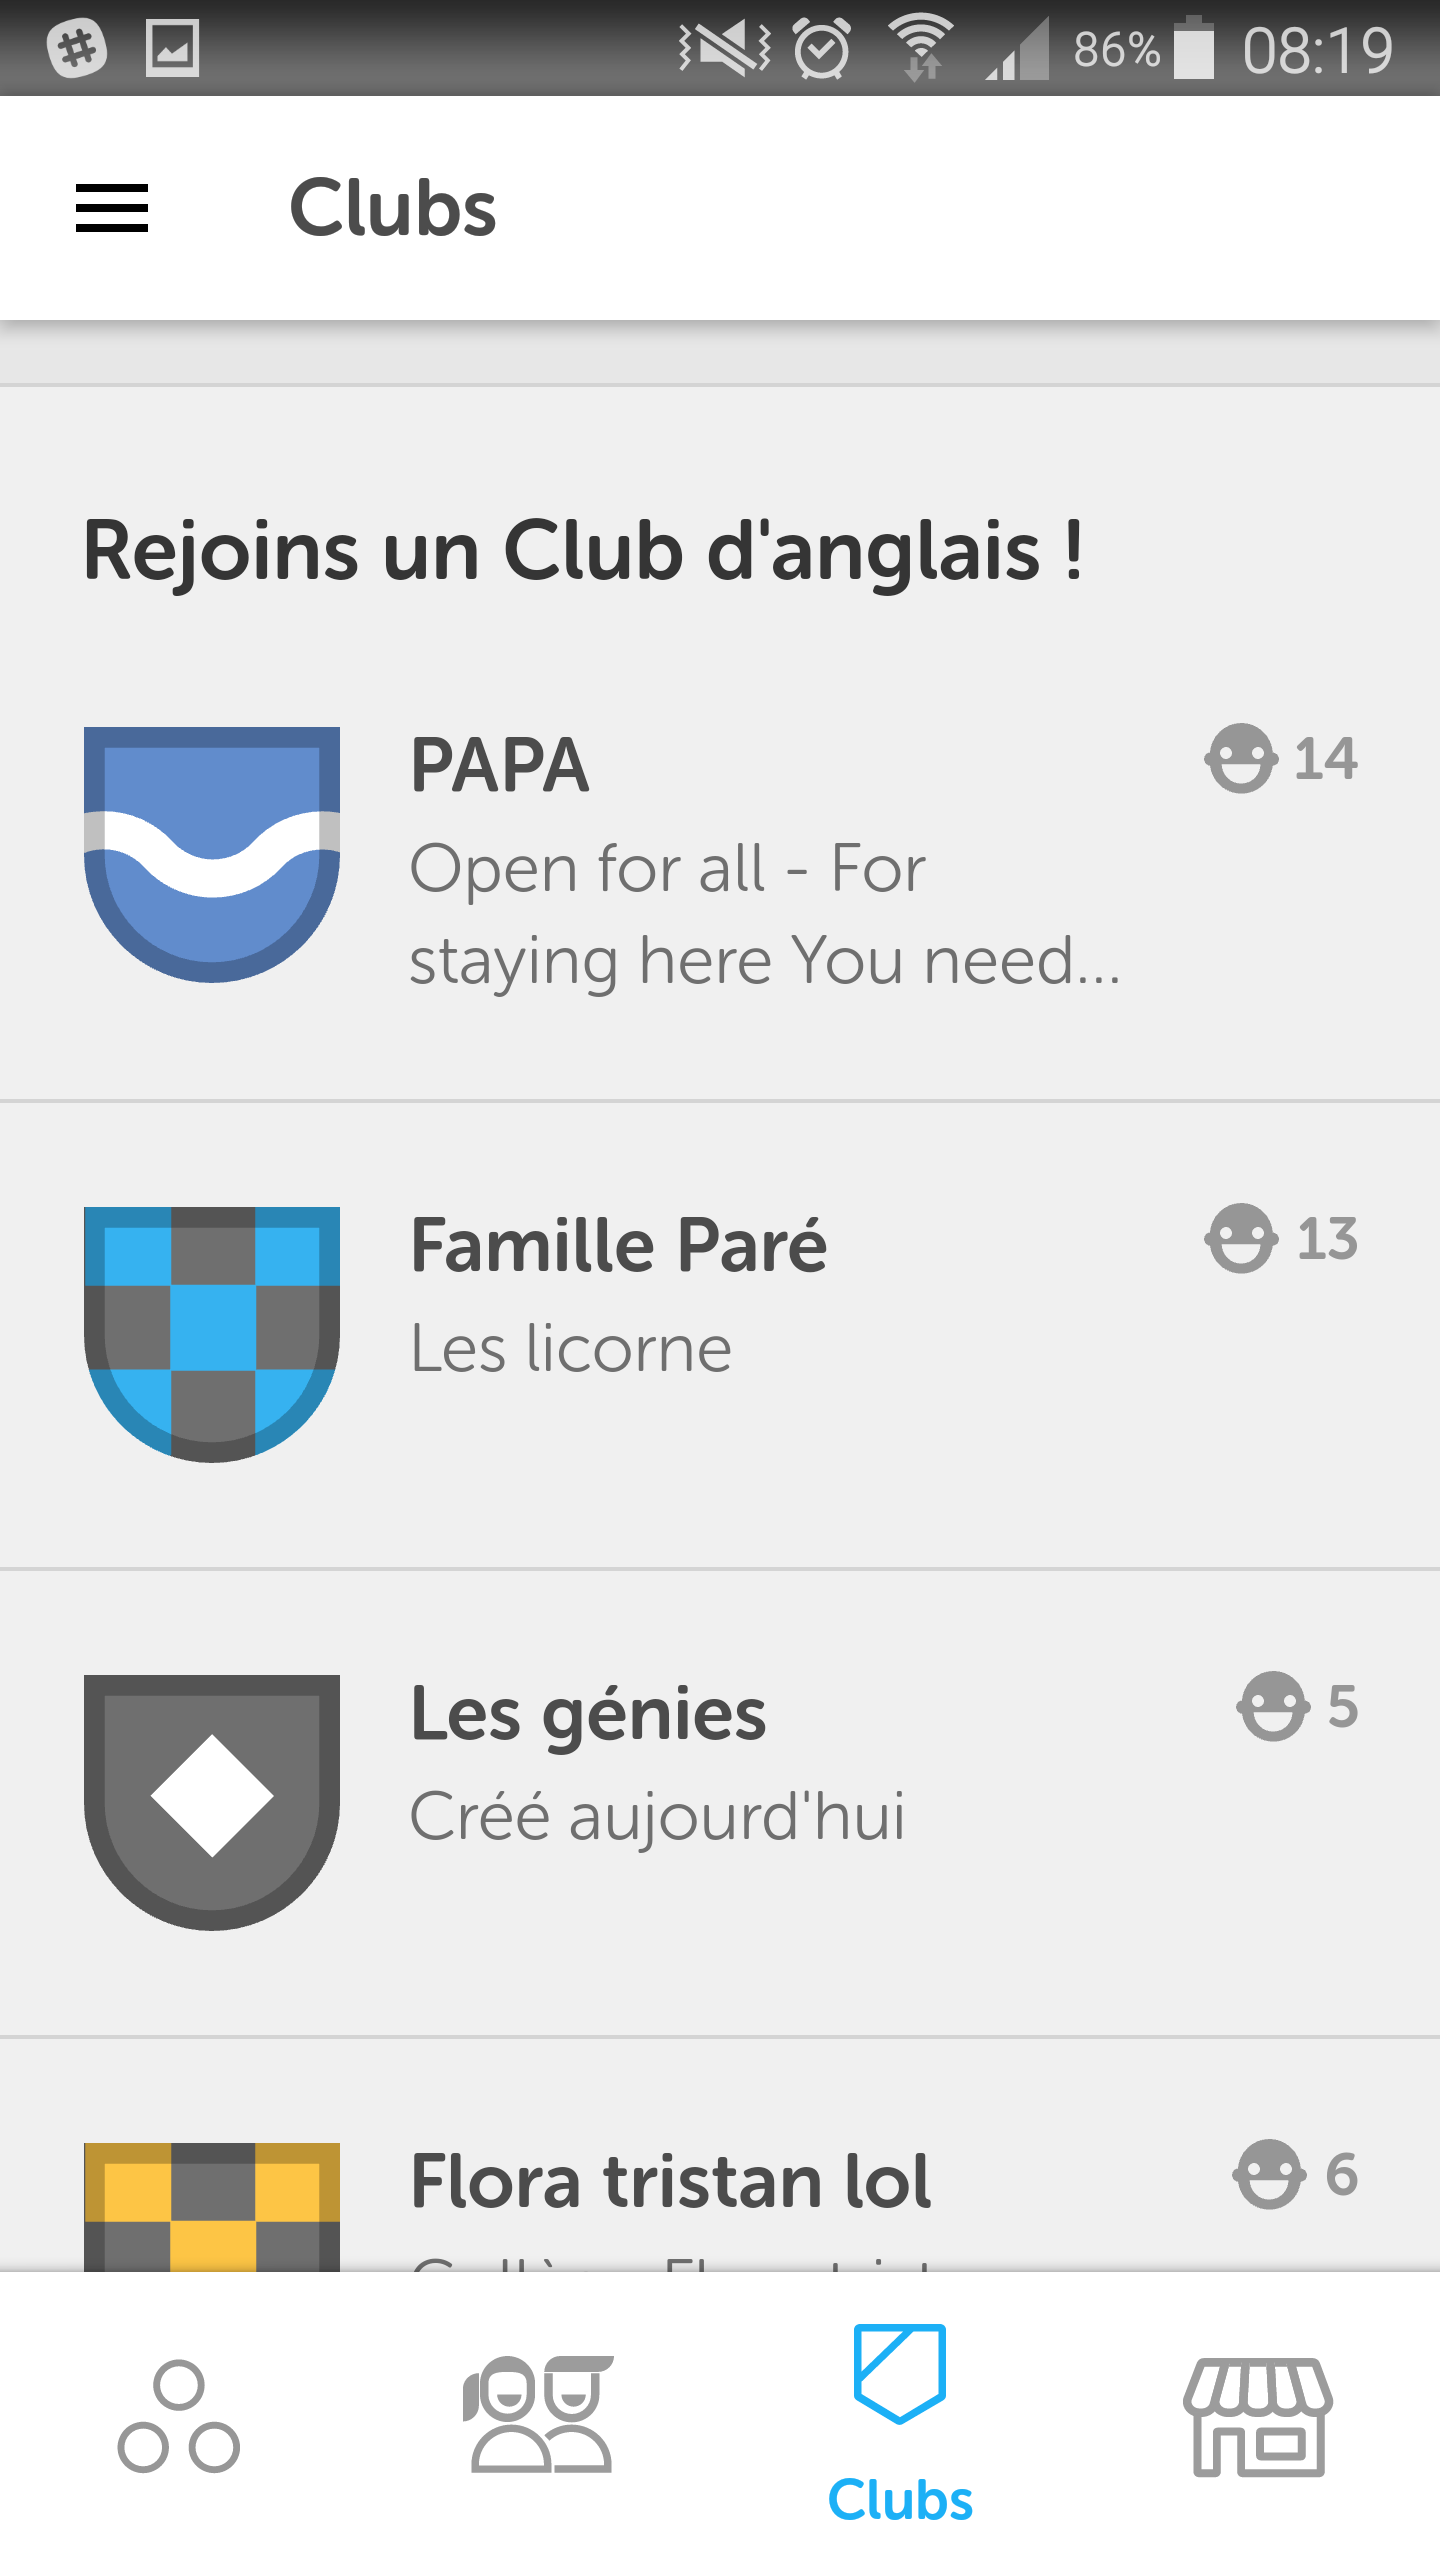 86% 08:19
Clubs
Rejoins un Club d'anglais !
PAPA 14
Open for all - For
staying here You need...
Famille Paré 13
Les licorne
Les génies 5
Créé aujourd'hui
Flora tristan lol 6
Clubs